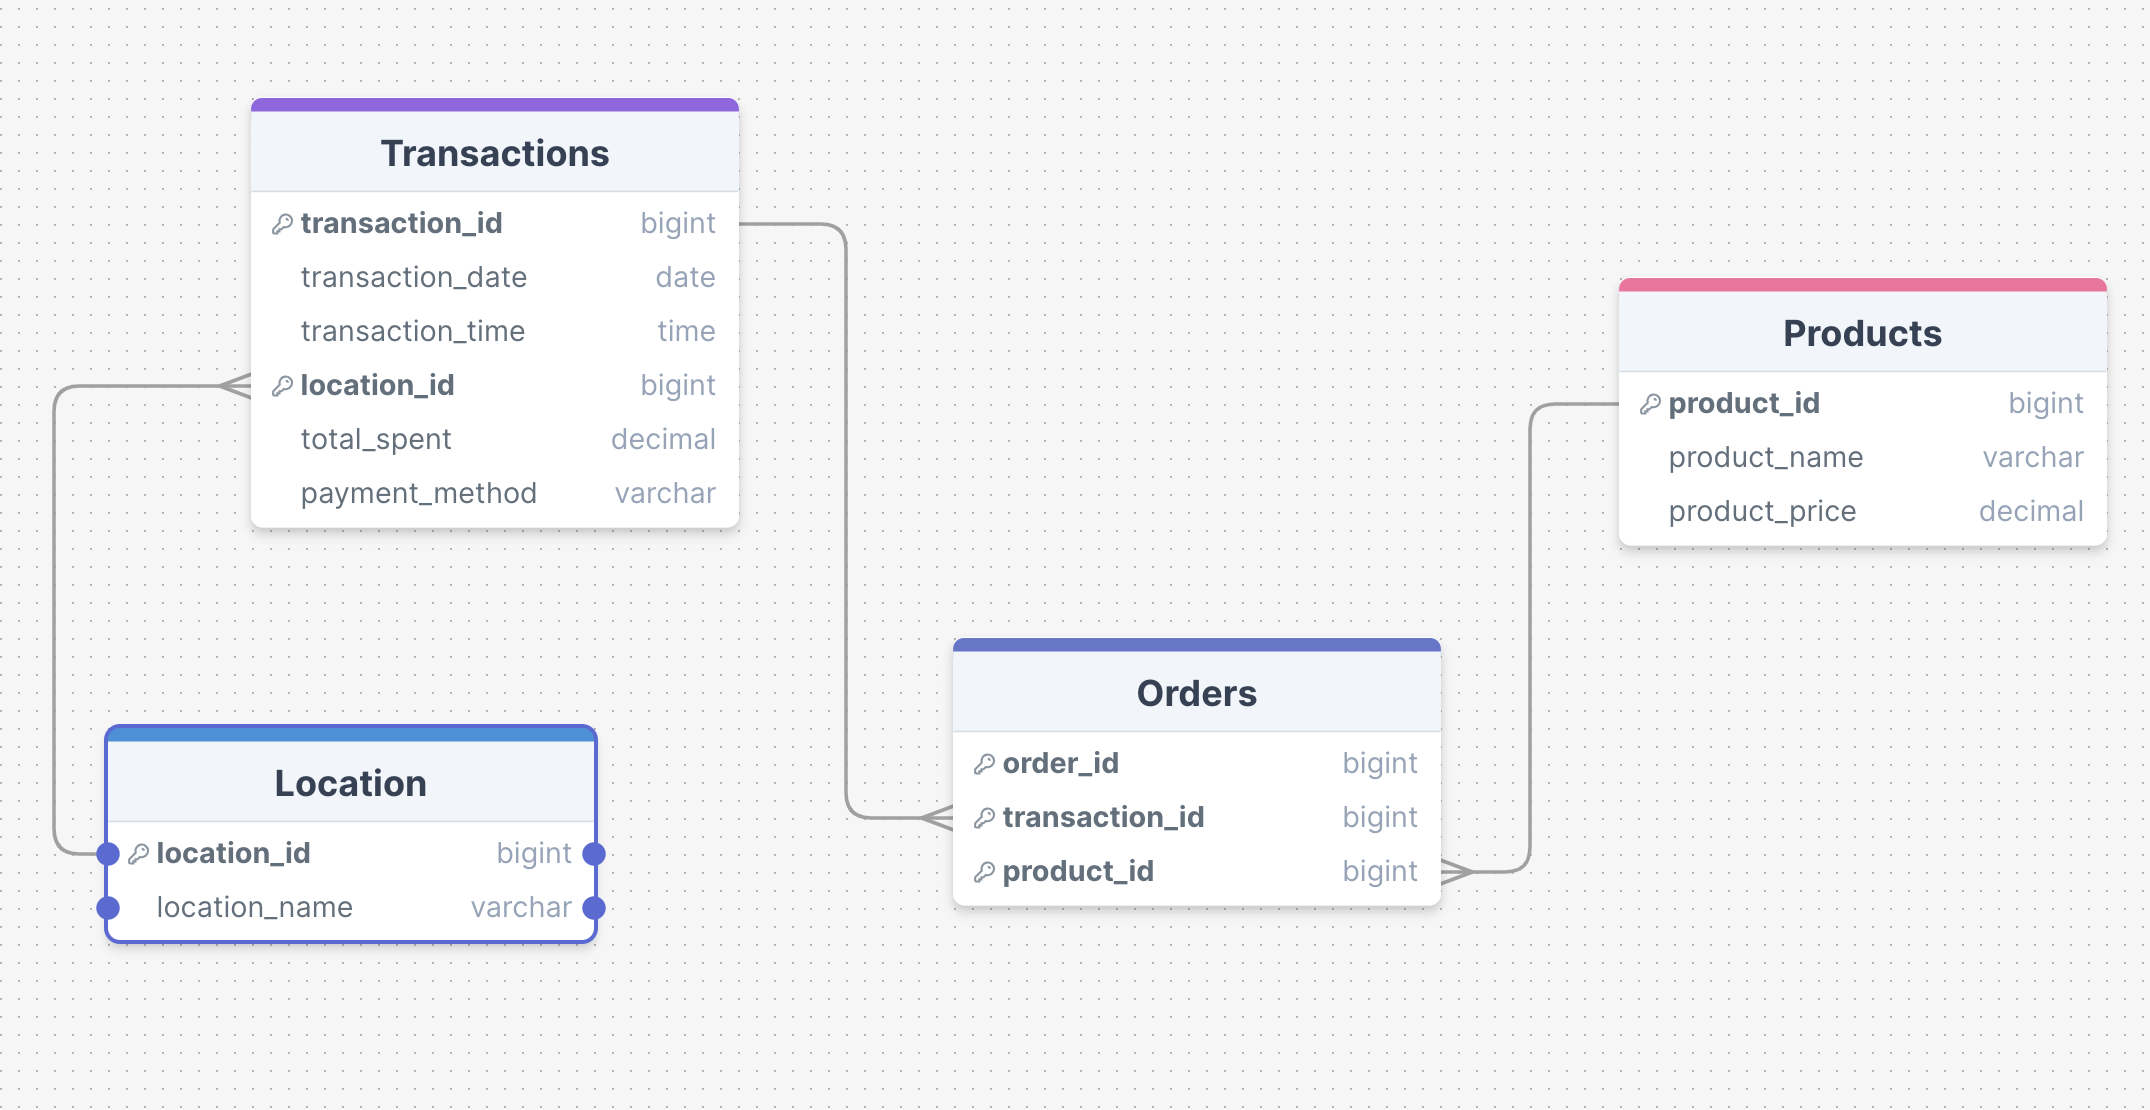 Transactions
transaction_id bigint
transaction_date date
transaction_time time
location_id bigint
total_spent decimal
payment_method varchar
Products
product_id bigint
product_name varchar
product_price decimal
Orders
order_id bigint
transaction_id bigint
product_id bigint
Location
location_id bigint
location_name varchar